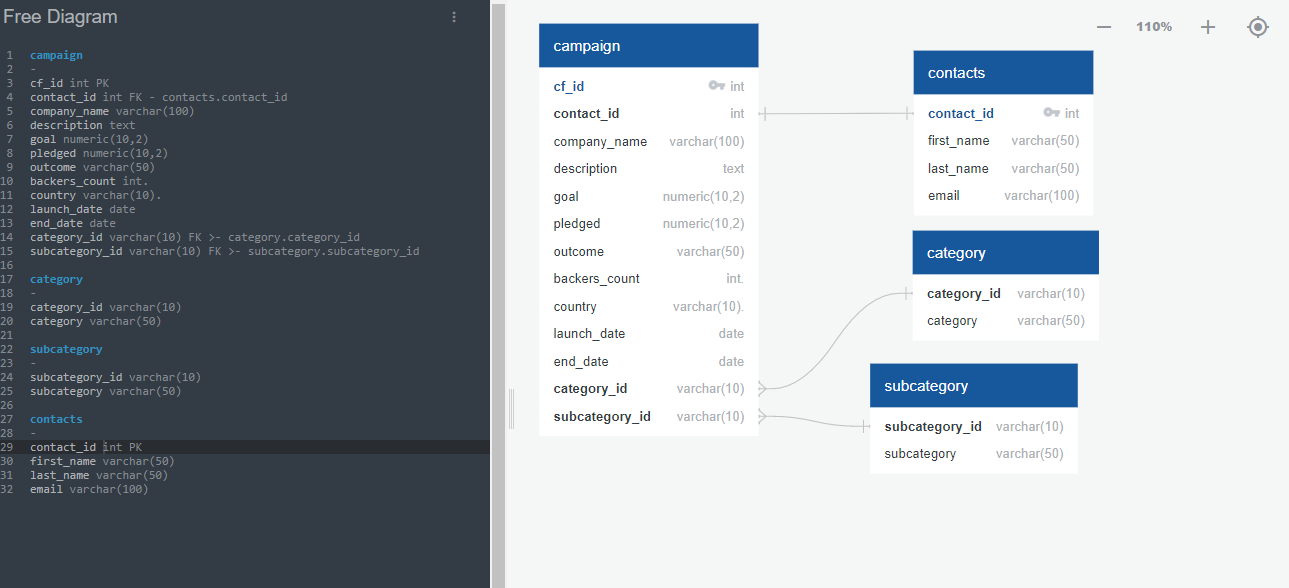 Free Diagram
1 campaign
2 -
3 cf_id int PK
4 contact_id int FK - contacts.contact_id
5 company_name varchar(100)
6 description text
7 goal numeric(10,2)
8 pledged numeric(10,2)
9 outcome varchar(50)
10 backers_count int.
11 country varchar(10).
12 launch_date date
13 end_date date
14 category_id varchar(10) FK >- category.category_id
15 subcategory_id varchar(10) FK >- subcategory.subcategory_id
16
17 category
18 -
19 category_id varchar(10)
20 category varchar(50)
21
22 subcategory
23 -
24 subcategory_id varchar(10)
25 subcategory varchar(50)
26
27 contacts
28 -
29 contact_id int PK
30 first_name varchar(50)
31 last_name varchar(50)
32 email varchar(100)
110%
campaign
cf_id int
contact_id int
company_name varchar(100)
description text
goal numeric(10,2)
pledged numeric(10,2)
outcome varchar(50)
backers_count int.
country varchar(10).
launch_date date
end_date date
category_id varchar(10)
subcategory_id varchar(10)
contacts
contact_id int
first_name varchar(50)
last_name varchar(50)
email varchar(100)
category
category_id varchar(10)
category varchar(50)
subcategory
subcategory_id varchar(10)
subcategory varchar(50)